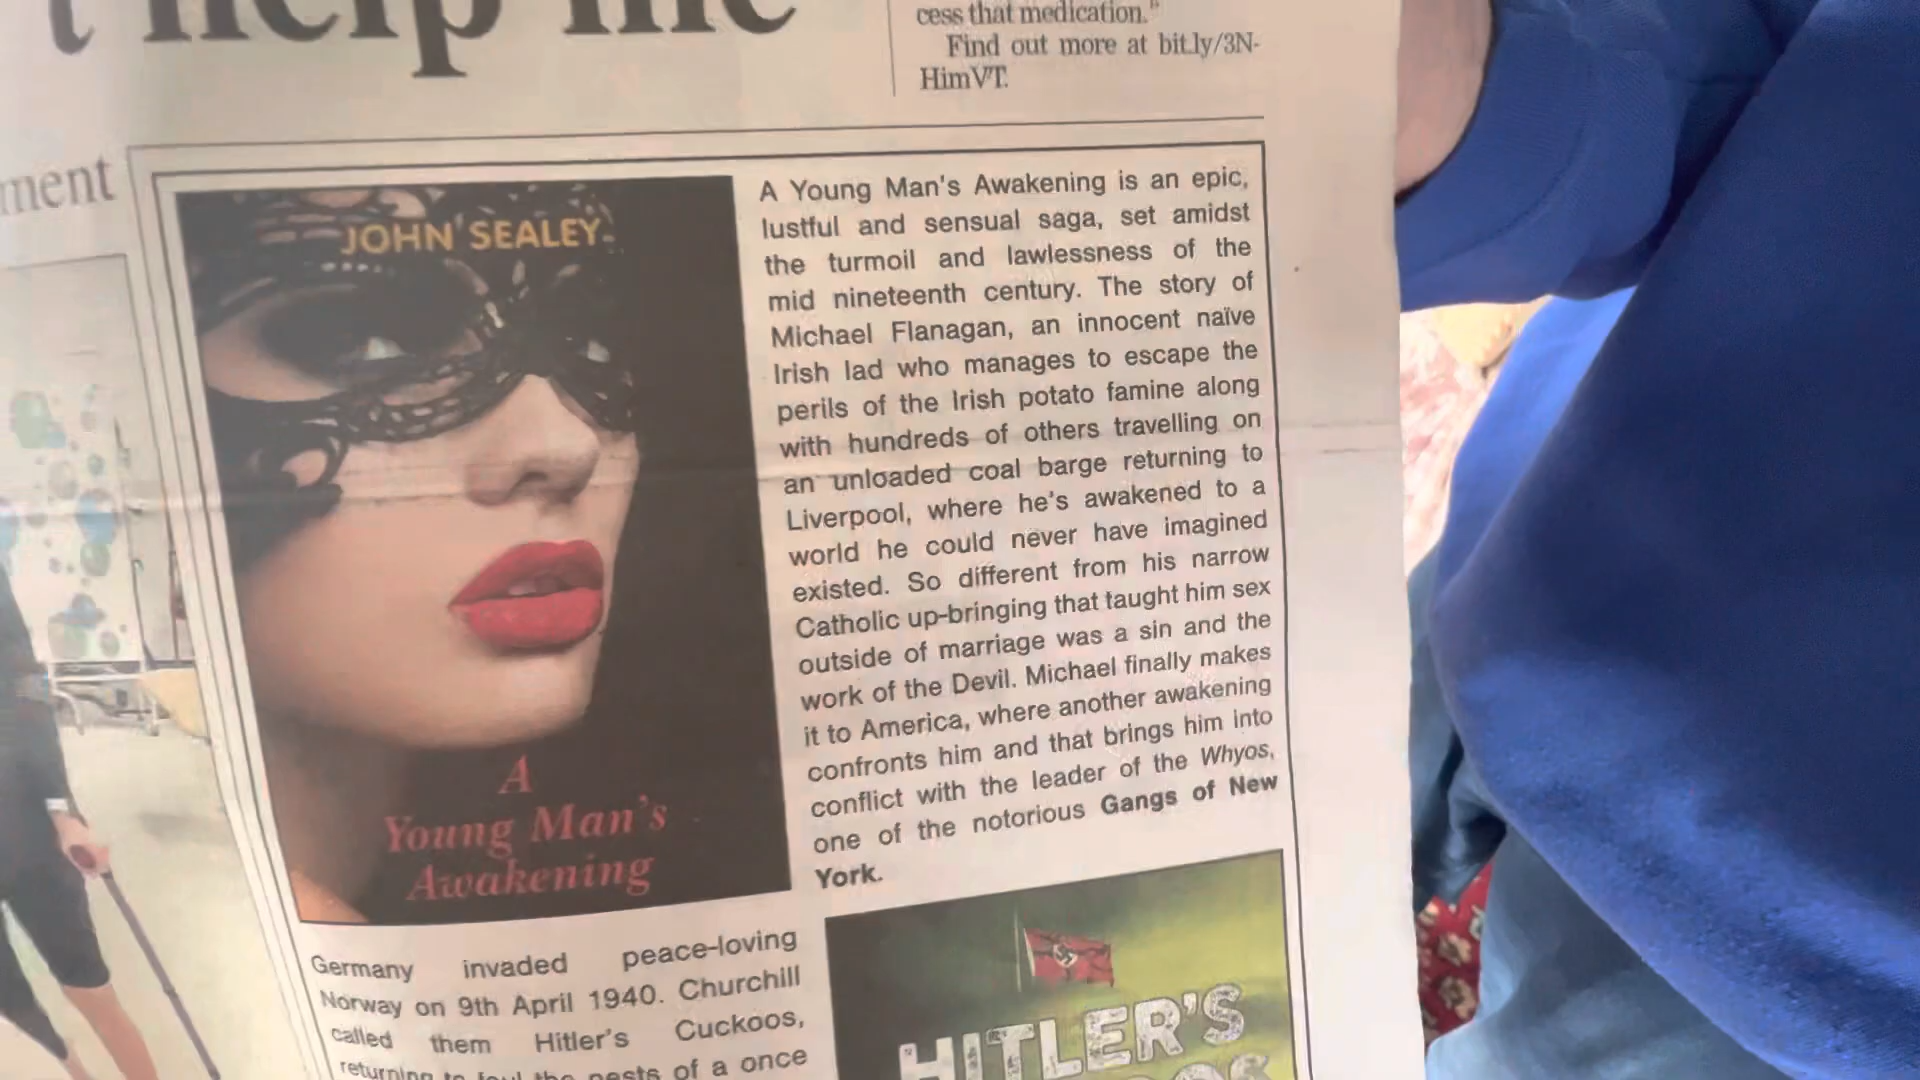 t help me
cess that medication."
Find out more at bit.ly/3N-
HimVT.
ment
JOHN SEALEY
A
Young Man's
Awakening
A Young Man's Awakening is an epic,
lustful and sensual saga, set amidst
the turmoil and lawlessness of the
mid nineteenth century. The story of
Michael Flanagan, an innocent naïve
Irish lad who manages to escape the
perils of the Irish potato famine along
with hundreds of others travelling on
an unloaded coal barge returning to
Liverpool, where he's awakened to a
world he could never have imagined
existed. So different from his narrow
Catholic up-bringing that taught him sex
outside of marriage was a sin and the
work of the Devil. Michael finally makes
it to America, where another awakening
confronts him and that brings him into
conflict with the leader of the Whyos,
one of the notorious Gangs of New
York.
Germany invaded peace-loving
Norway on 9th April 1940. Churchill
called them Hitler's Cuckoos,
returning to foul the nests of a once
HITLER'S